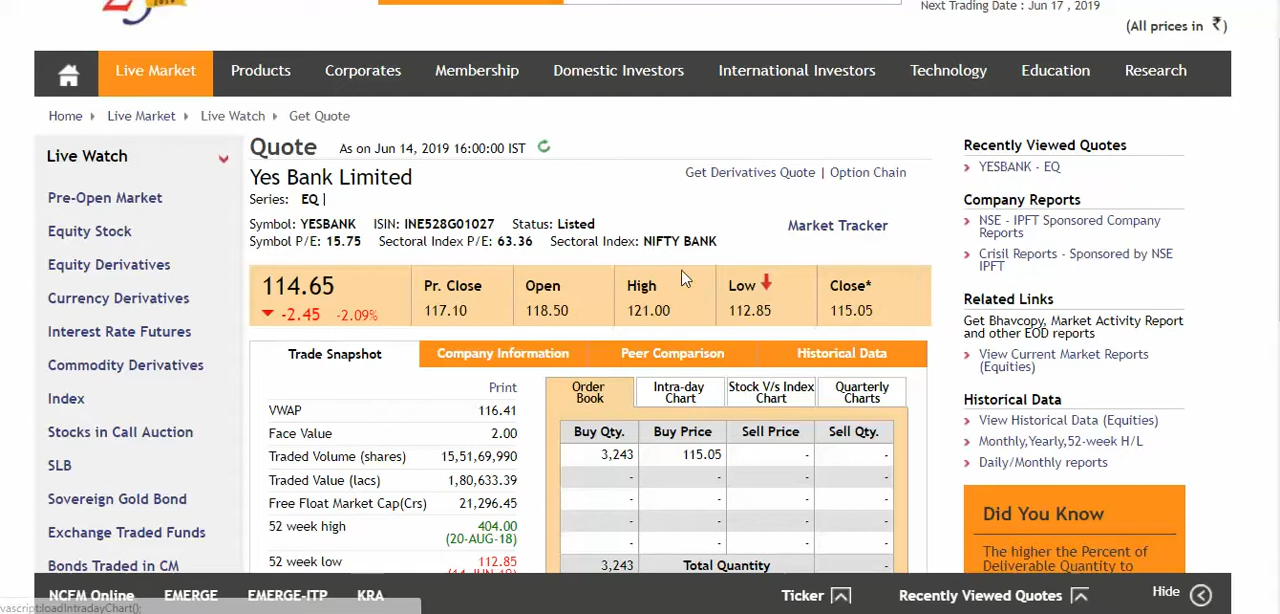 Next Trading Date : Jun 17 , 2019
(All prices in ₹)
Live Market Products Corporates Membership Domestic Investors International Investors Technology Education Research
Home Live Market Live Watch Get Quote
Live Watch
Pre-Open Market
Equity Stock
Equity Derivatives
Currency Derivatives
Interest Rate Futures
Commodity Derivatives
Index
Stocks in Call Auction
SLB
Sovereign Gold Bond
Exchange Traded Funds
Bonds Traded in CM
Quote As on Jun 14, 2019 16:00:00 IST
Yes Bank Limited
Get Derivatives Quote | Option Chain
Series: EQ |
Symbol: YESBANK ISIN: INE528G01027 Status: Listed
Market Tracker
Symbol P/E: 15.75 Sectoral Index P/E: 63.36 Sectoral Index: NIFTY BANK
114.65 Pr. Close Open High Low Close*
-2.45 -2.09% 117.10 118.50 121.00 112.85 115.05
Trade Snapshot Company Information Peer Comparison Historical Data
Print
VWAP 116.41
Face Value 2.00
Traded Volume (shares) 15,51,69,990
Traded Value (lacs) 1,80,633.39
Free Float Market Cap(Crs) 21,296.45
52 week high 404.00
(20-AUG-18)
52 week low 112.85
Order Book
Intra-day Chart
Stock V/s Index Chart
Quarterly Charts
Buy Qty. Buy Price Sell Price Sell Qty.
3,243 115.05 - -
- - - -
- - - -
- - - -
- - - -
3,243 Total Quantity -
Recently Viewed Quotes
YESBANK - EQ
Company Reports
NSE - IPFT Sponsored Company
Reports
Crisil Reports - Sponsored by NSE
IPFT
Related Links
Get Bhavcopy, Market Activity Report
and other EOD reports
View Current Market Reports
(Equities)
Historical Data
View Historical Data (Equities)
Monthly,Yearly,52-week H/L
Daily/Monthly reports
Did You Know
The higher the Percent of
Deliverable Quantity to
NCFM Online EMERGE EMERGE-ITP KRA Ticker Recently Viewed Quotes Hide
vascript:loadIntradayChart();